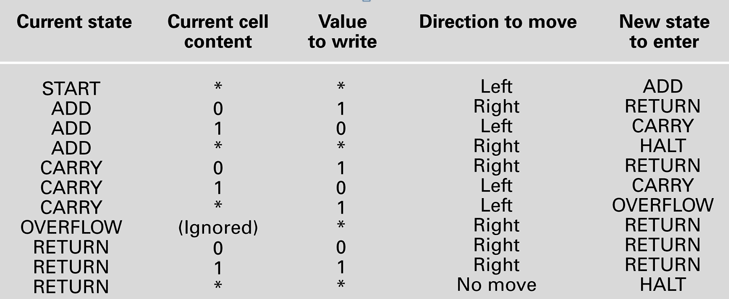 Current state Current cell content Value to write Direction to move New state to enter
START * * Left ADD
ADD 0 1 Right RETURN
ADD 1 0 Left CARRY
ADD * * Right HALT
CARRY 0 1 Right RETURN
CARRY 1 0 Left CARRY
CARRY * 1 Left OVERFLOW
OVERFLOW (Ignored) * Right RETURN
RETURN 0 0 Right RETURN
RETURN 1 1 Right RETURN
RETURN * * No move HALT